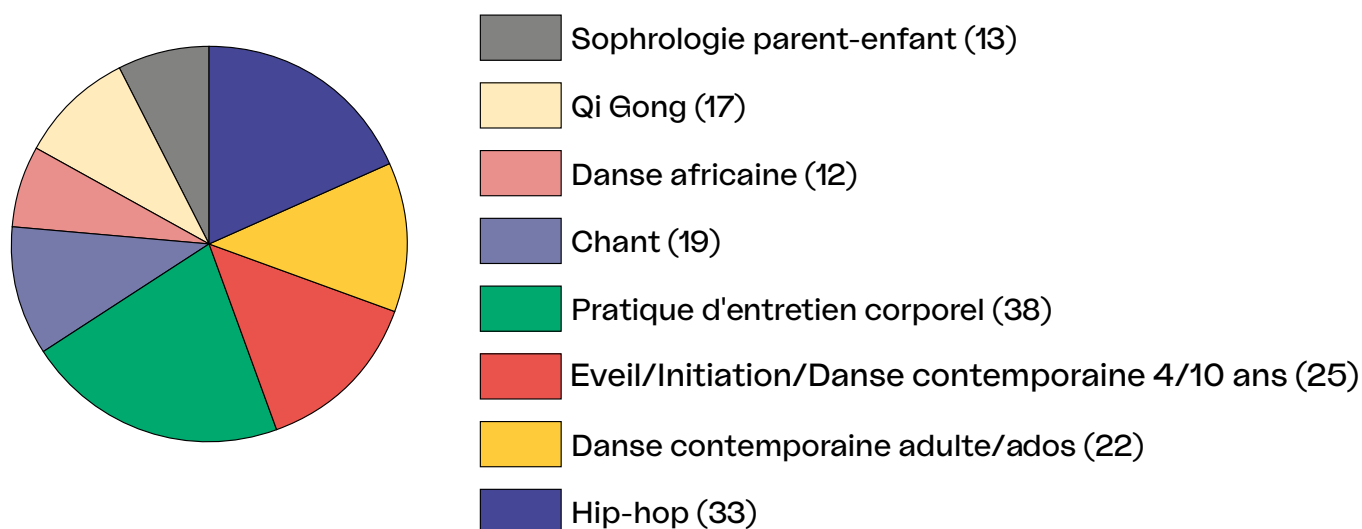 Sophrologie parent-enfant (13)
Qi Gong (17)
Danse africaine (12)
Chant (19)
Pratique d'entretien corporel (38)
Eveil/Initiation/Danse contemporaine 4/10 ans (25)
Danse contemporaine adulte/ados (22)
Hip-hop (33)